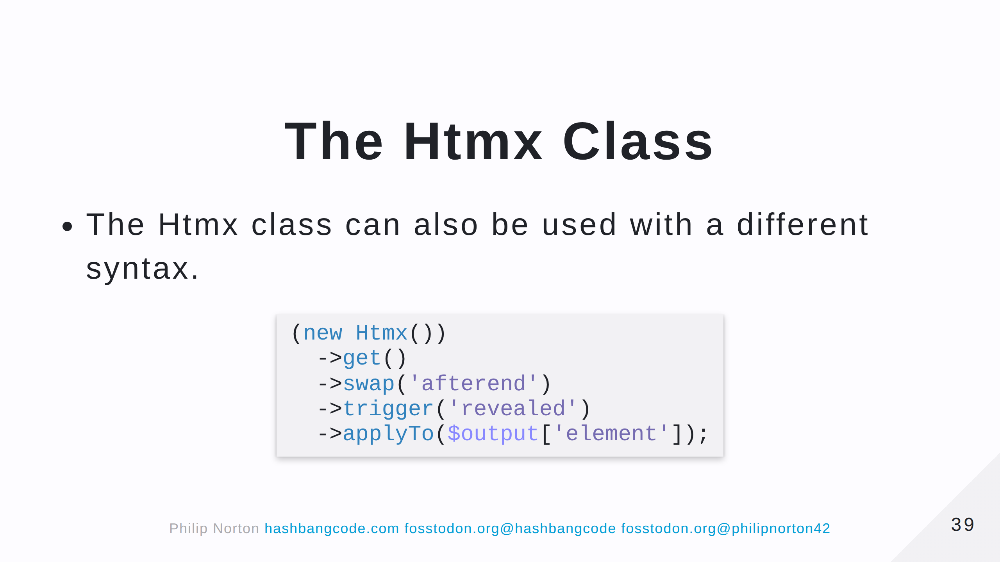 The Htmx Class
• The Htmx class can also be used with a different
syntax.
(new Htmx())
  ->get()
  ->swap('afterend')
  ->trigger('revealed')
  ->applyTo($output['element']);
Philip Norton hashbangcode.com fosstodon.org@hashbangcode fosstodon.org@philipnorton42
39